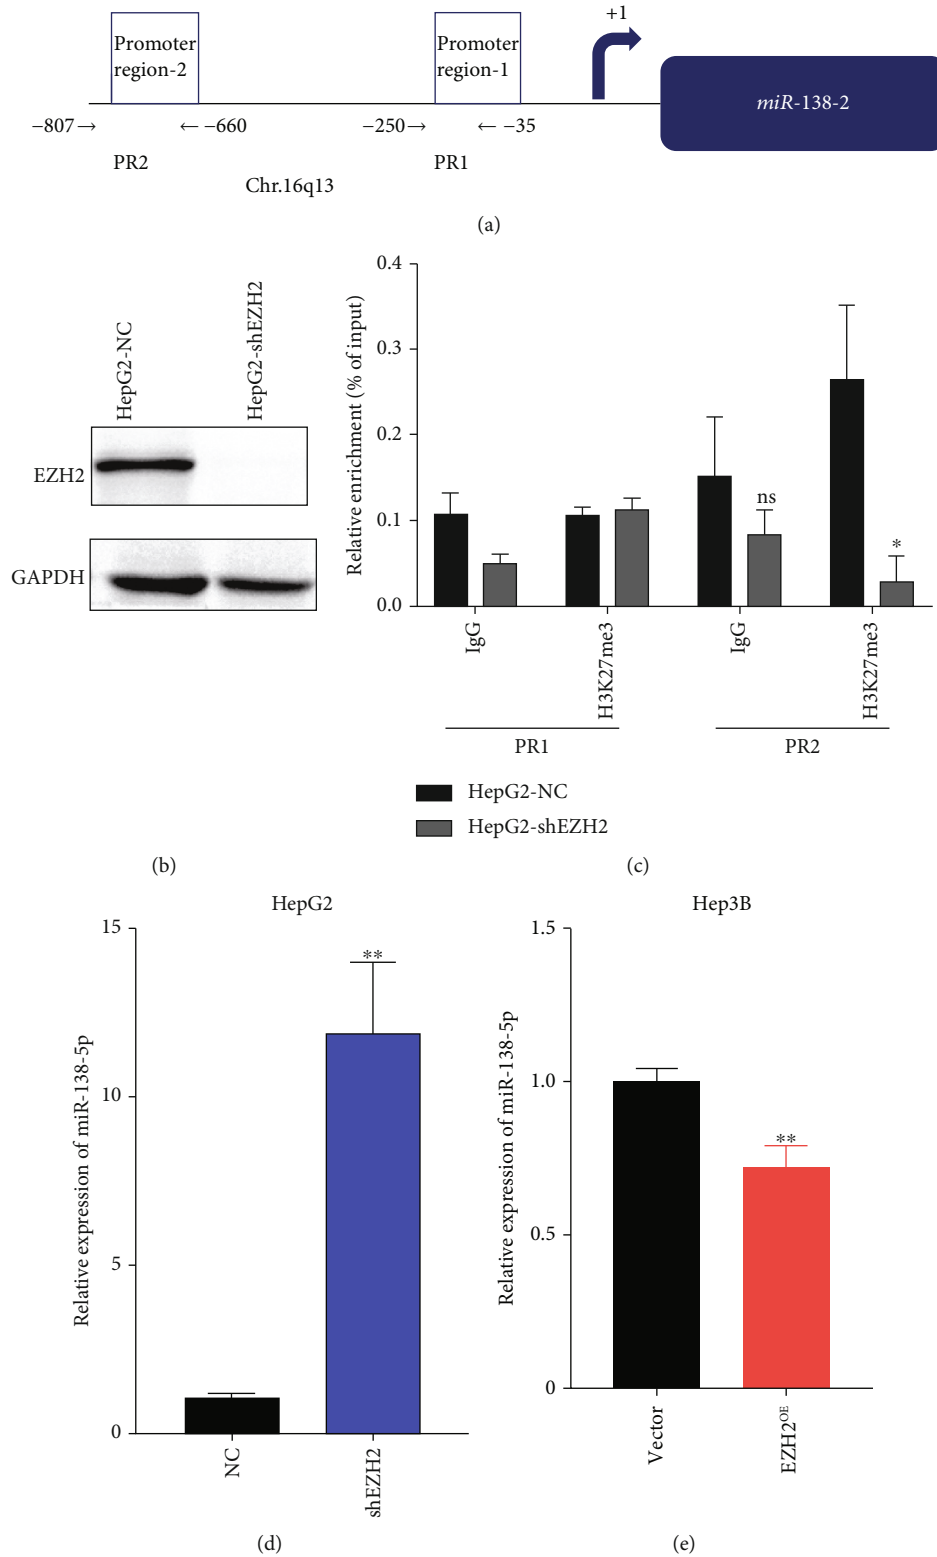 +1
Promoter
region-2
Promoter
region-1
miR-138-2
−807→
←−660
−250→
←−35
PR2
PR1
Chr.16q13
(a)
HepG2-NC
HepG2-shEZH2
EZH2
GAPDH
(b)
Relative enrichment (% of input)
0.4
0.3
0.2
0.1
0.0
ns
*
IgG
H3K27me3
IgG
H3K27me3
PR1
PR2
HepG2-NC
HepG2-shEZH2
(c)
HepG2
Relative expression of miR-138-5p
15
10
5
0
**
NC
shEZH2
(d)
Hep3B
Relative expression of miR-138-5p
1.5
1.0
0.5
0
**
Vector
EZH2OE
(e)